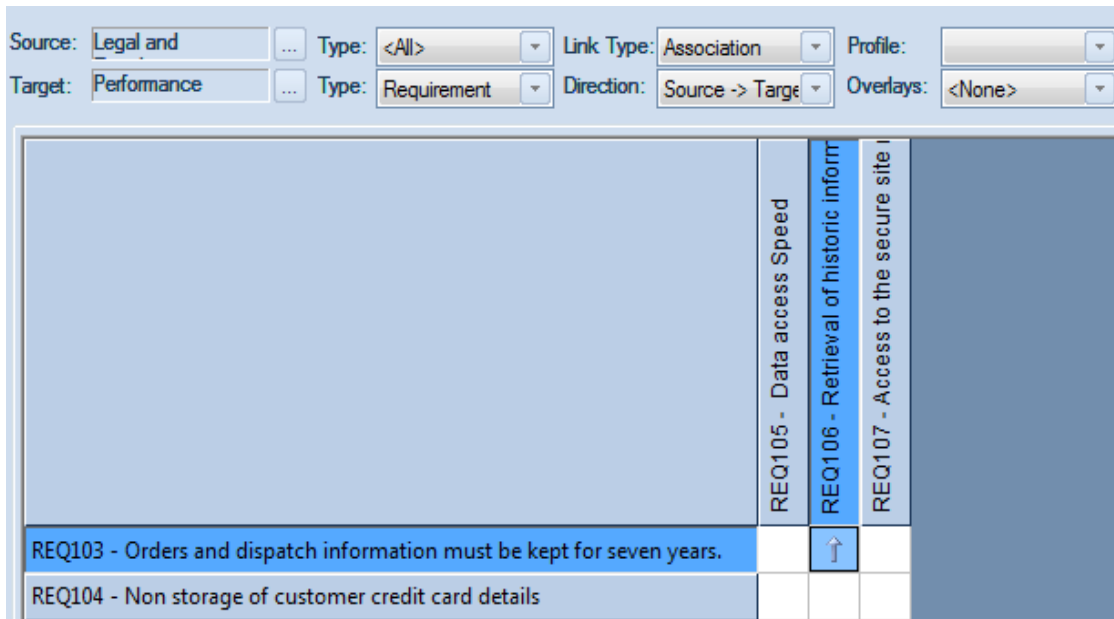 Source: Legal and ... Type: <All> Link Type: Association Profile:
Target: Performance ... Type: Requirement Direction: Source -> Targe Overlays: <None>
REQ105 - Data access Speed
REQ106 - Retrieval of historic inform
REQ107 - Access to the secure site
REQ103 - Orders and dispatch information must be kept for seven years.
REQ104 - Non storage of customer credit card details